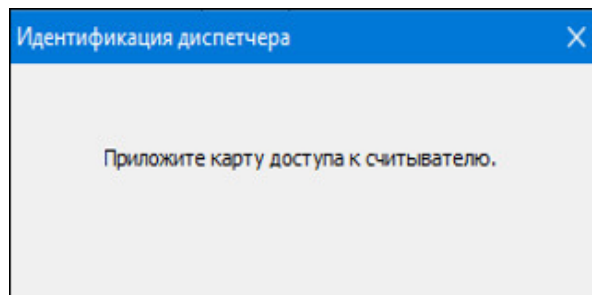 Идентификация диспетчера
Приложите карту доступа к считывателю.